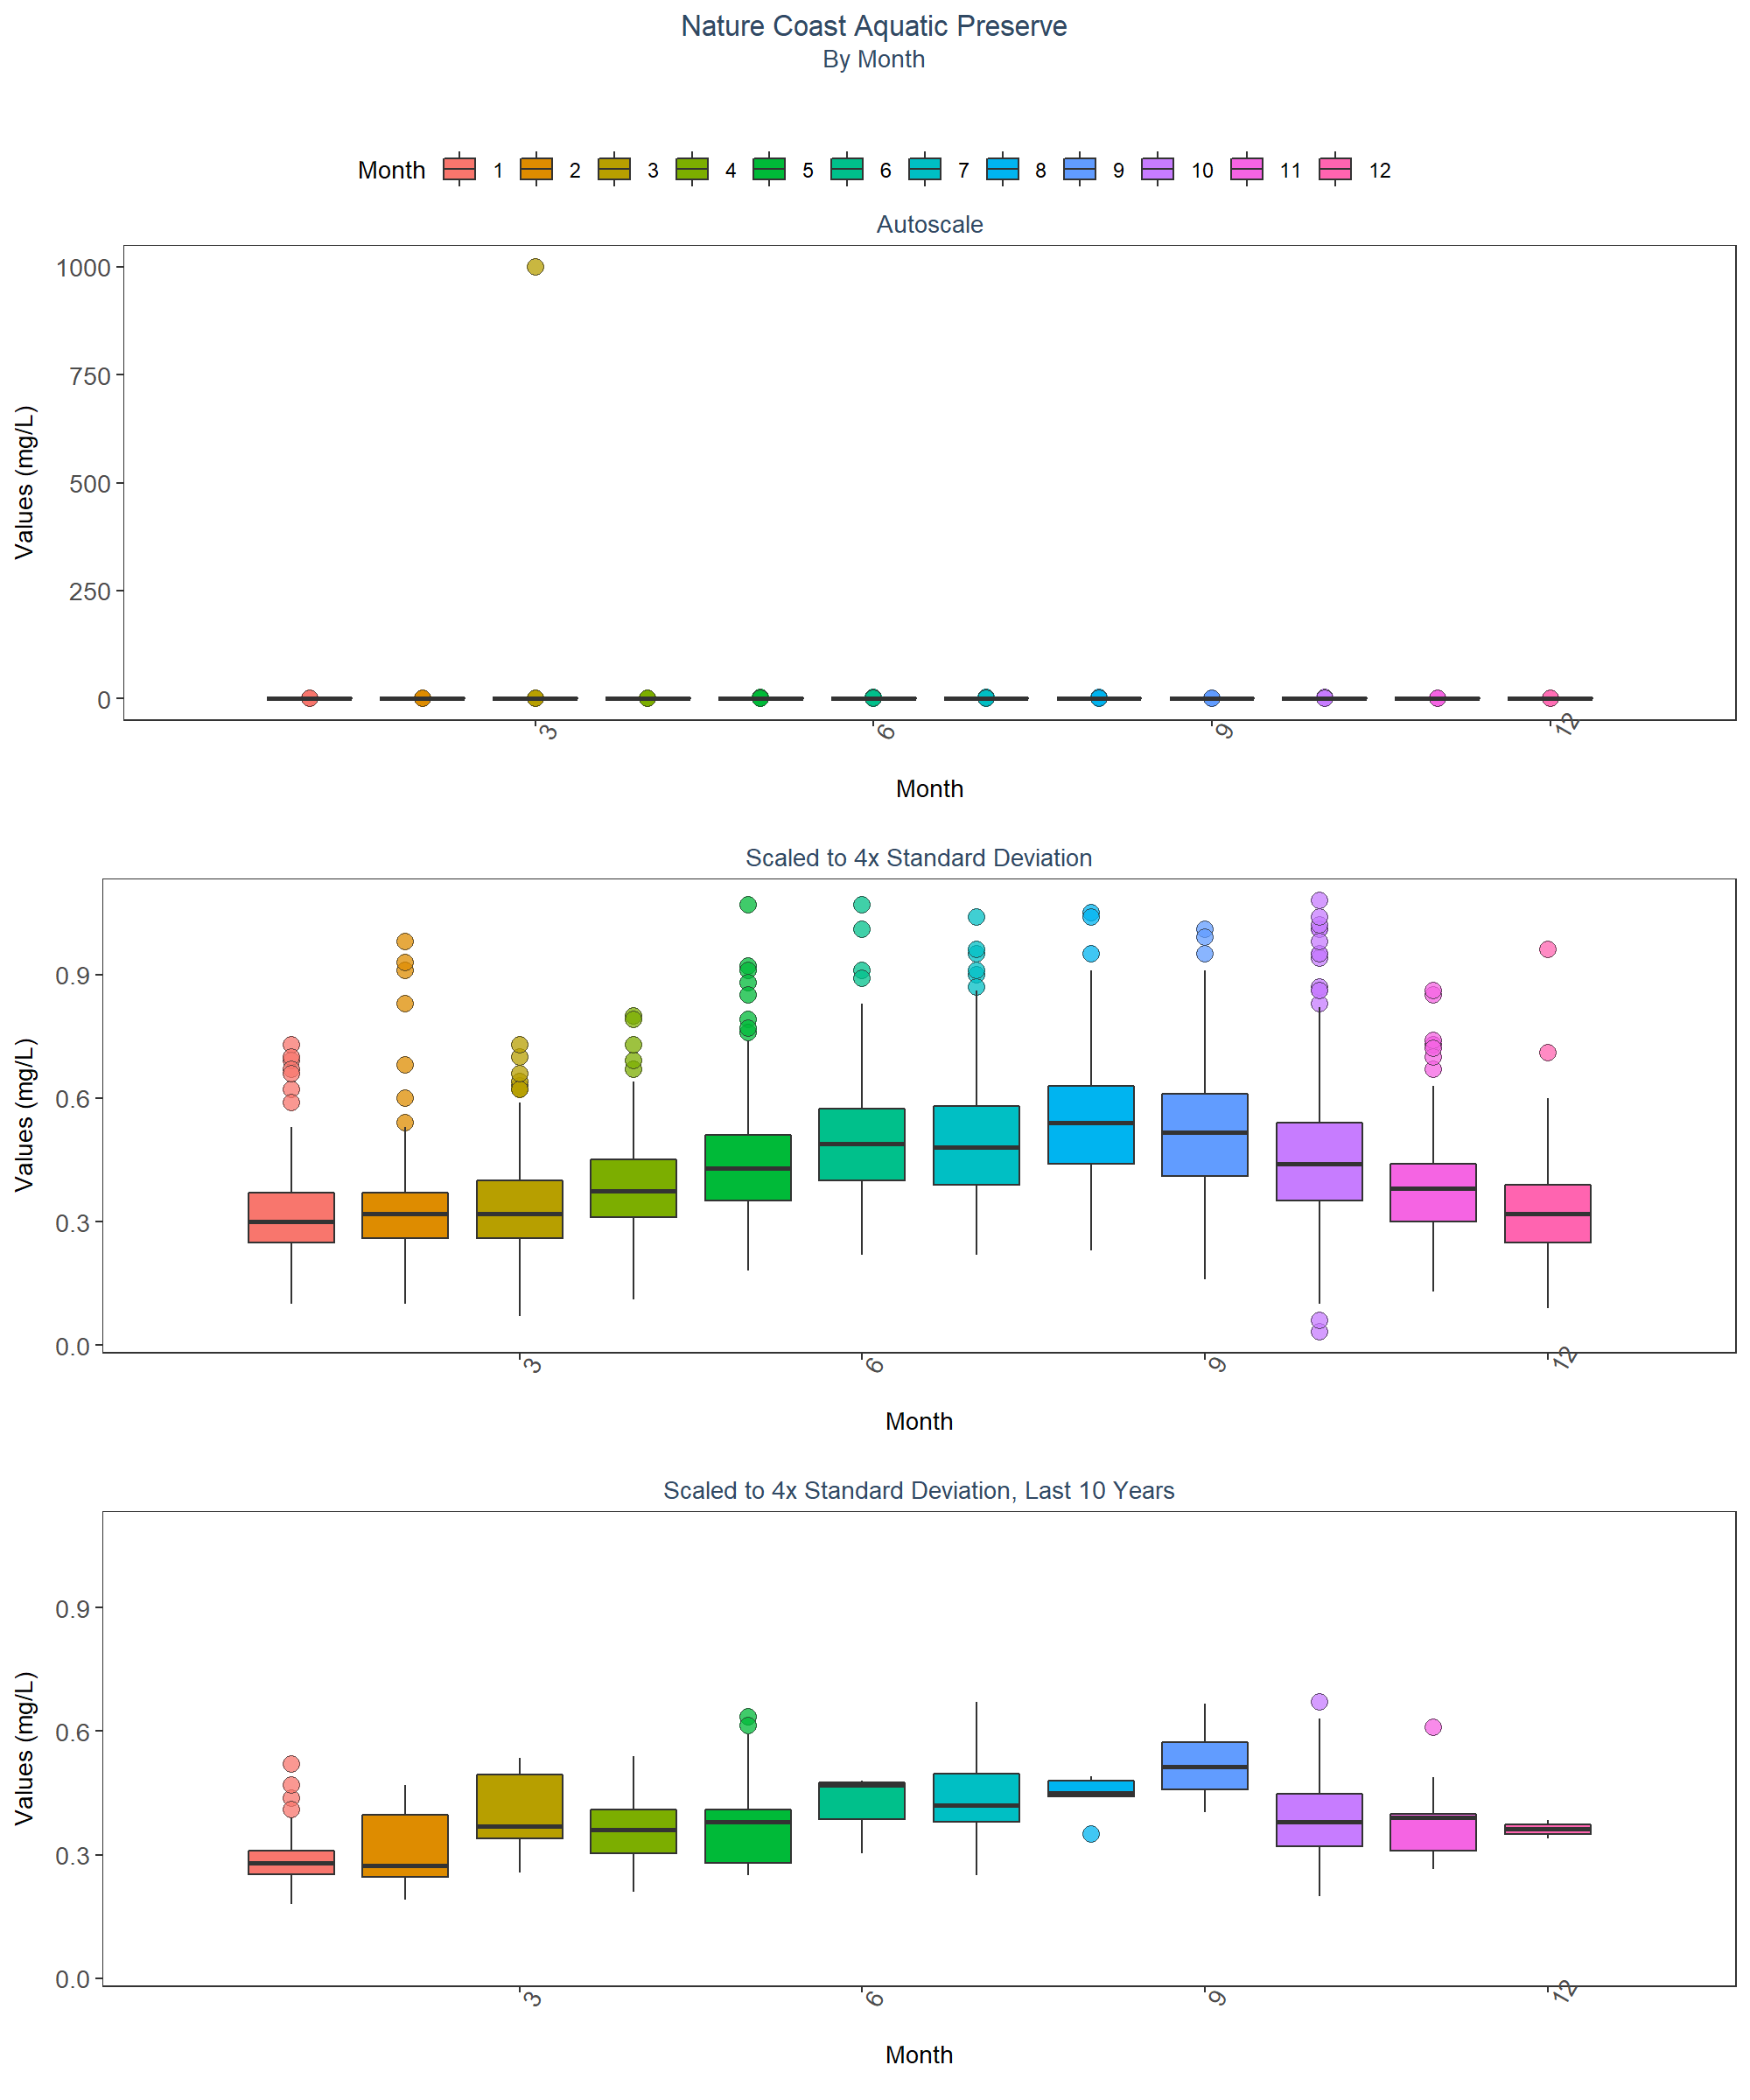 Nature Coast Aquatic Preserve
By Month
Month 1 2 3 4 5 6 7 8 9 10 11 12
Autoscale
Values (mg/L)
1000
750
500
250
0
3 6 9 12
Month
Scaled to 4x Standard Deviation
Values (mg/L)
0.9
0.6
0.3
0.0
3 6 9 12
Month
Scaled to 4x Standard Deviation, Last 10 Years
Values (mg/L)
0.9
0.6
0.3
0.0
3 6 9 12
Month